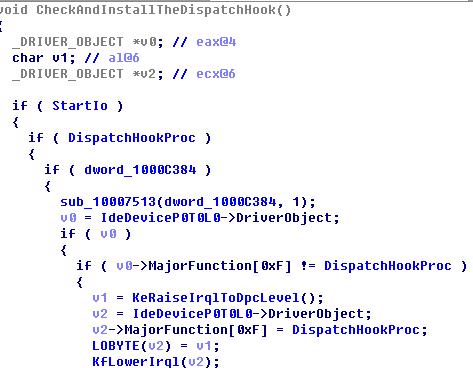 void CheckAndInstallTheDispatchHook()
{
_DRIVER_OBJECT *v0; // eax@4
char v1; // al@6
_DRIVER_OBJECT *v2; // ecx@6
if ( StartIo )
{
if ( DispatchHookProc )
{
if ( dword_1000C384 )
{
sub_10007513(dword_1000C384, 1);
v0 = IdeDeviceP0T0L0->DriverObject;
if ( v0 )
{
if ( v0->MajorFunction[0xF] != DispatchHookProc )
{
v1 = KeRaiseIrqlToDpcLevel();
v2 = IdeDeviceP0T0L0->DriverObject;
v2->MajorFunction[0xF] = DispatchHookProc;
LOBYTE(v2) = v1;
KfLowerIrql(v2);